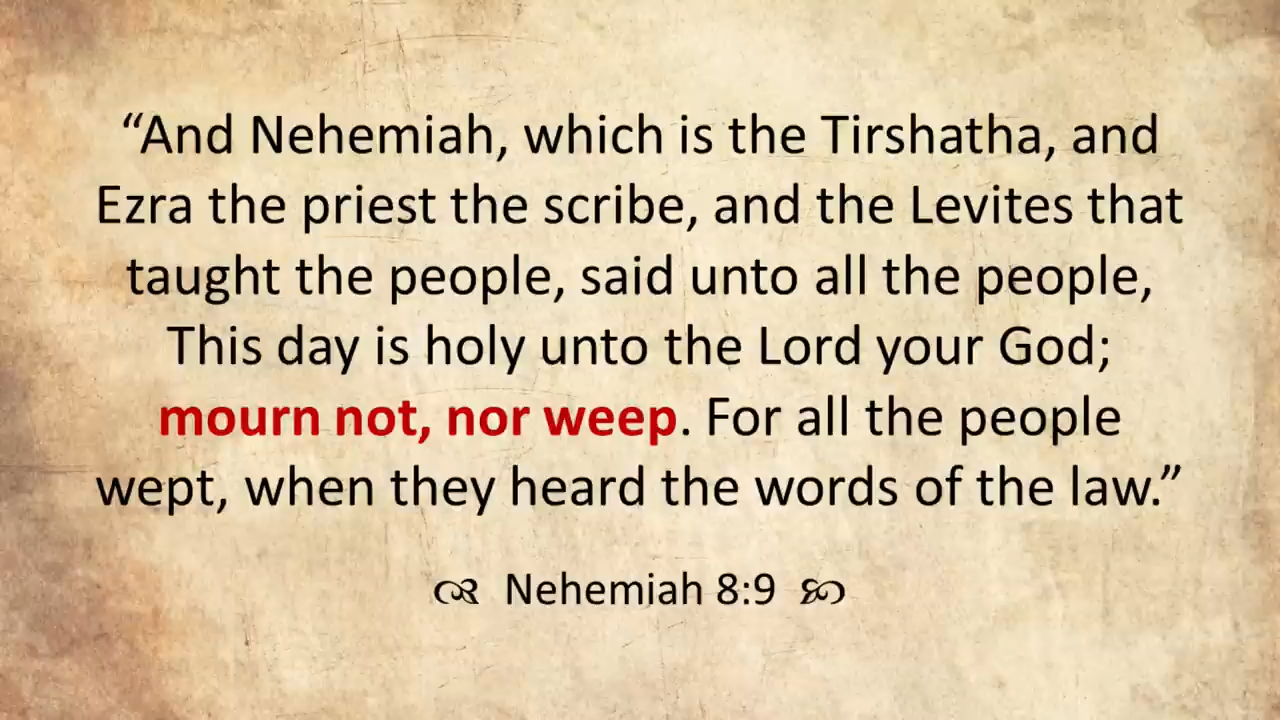 “And Nehemiah, which is the Tirshatha, and
Ezra the priest the scribe, and the Levites that
taught the people, said unto all the people,
This day is holy unto the Lord your God;
mourn not, nor weep. For all the people
wept, when they heard the words of the law.”
Nehemiah 8:9